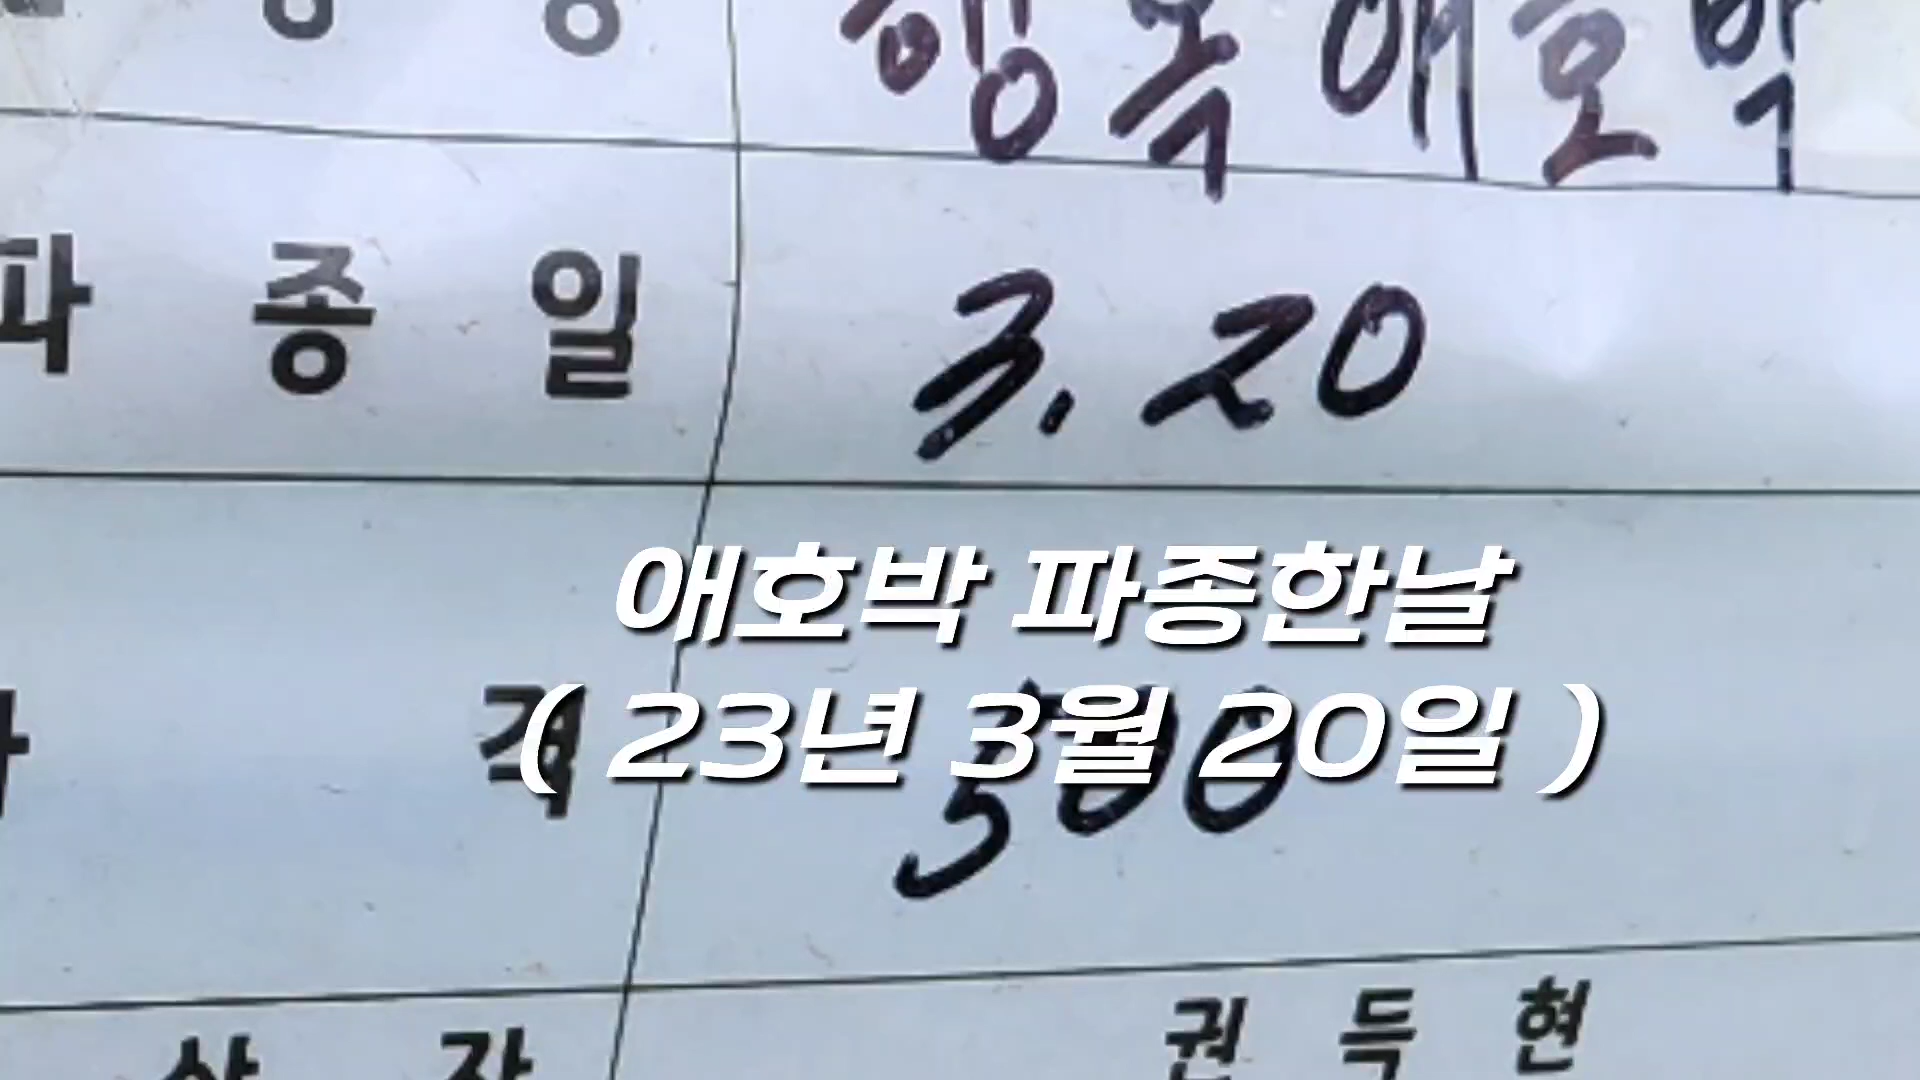 행복애호박
파 종 일 3. 20
애호박 파종한날
( 23년 3월 20일 )
격 500
권 득 현